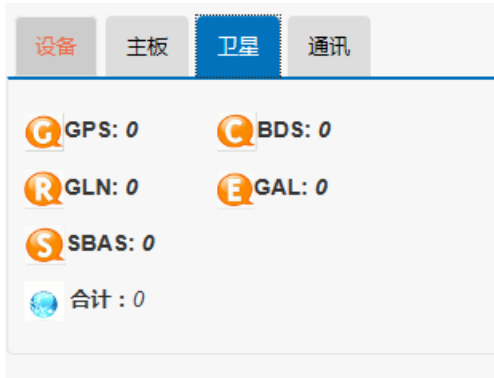 设备 主板 卫星 通讯
G GPS: 0 C BDS: 0
R GLN: 0 E GAL: 0
S SBAS: 0
合计：0